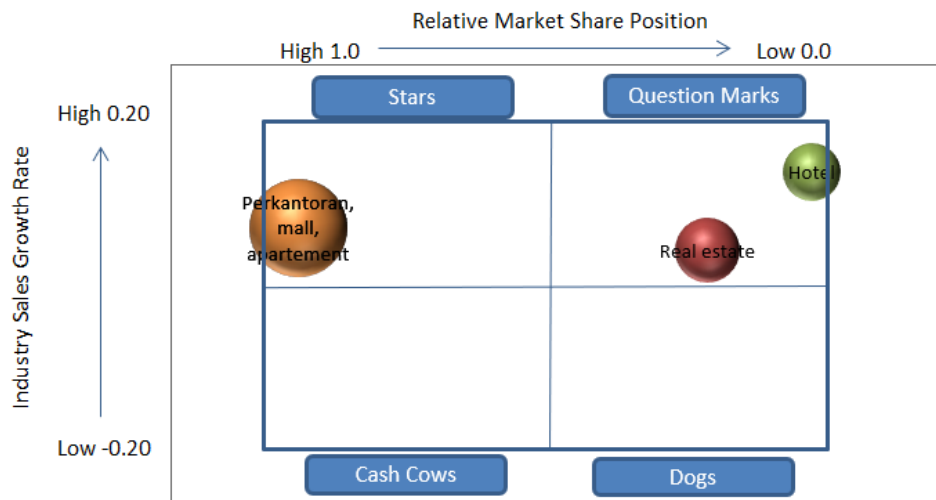 Relative Market Share Position
High 1.0
Low 0.0
Stars
Question Marks
High 0.20
Industry Sales Growth Rate
Hotel
Perkantoran,
mall,
apartement
Real estate
Low -0.20
Cash Cows
Dogs